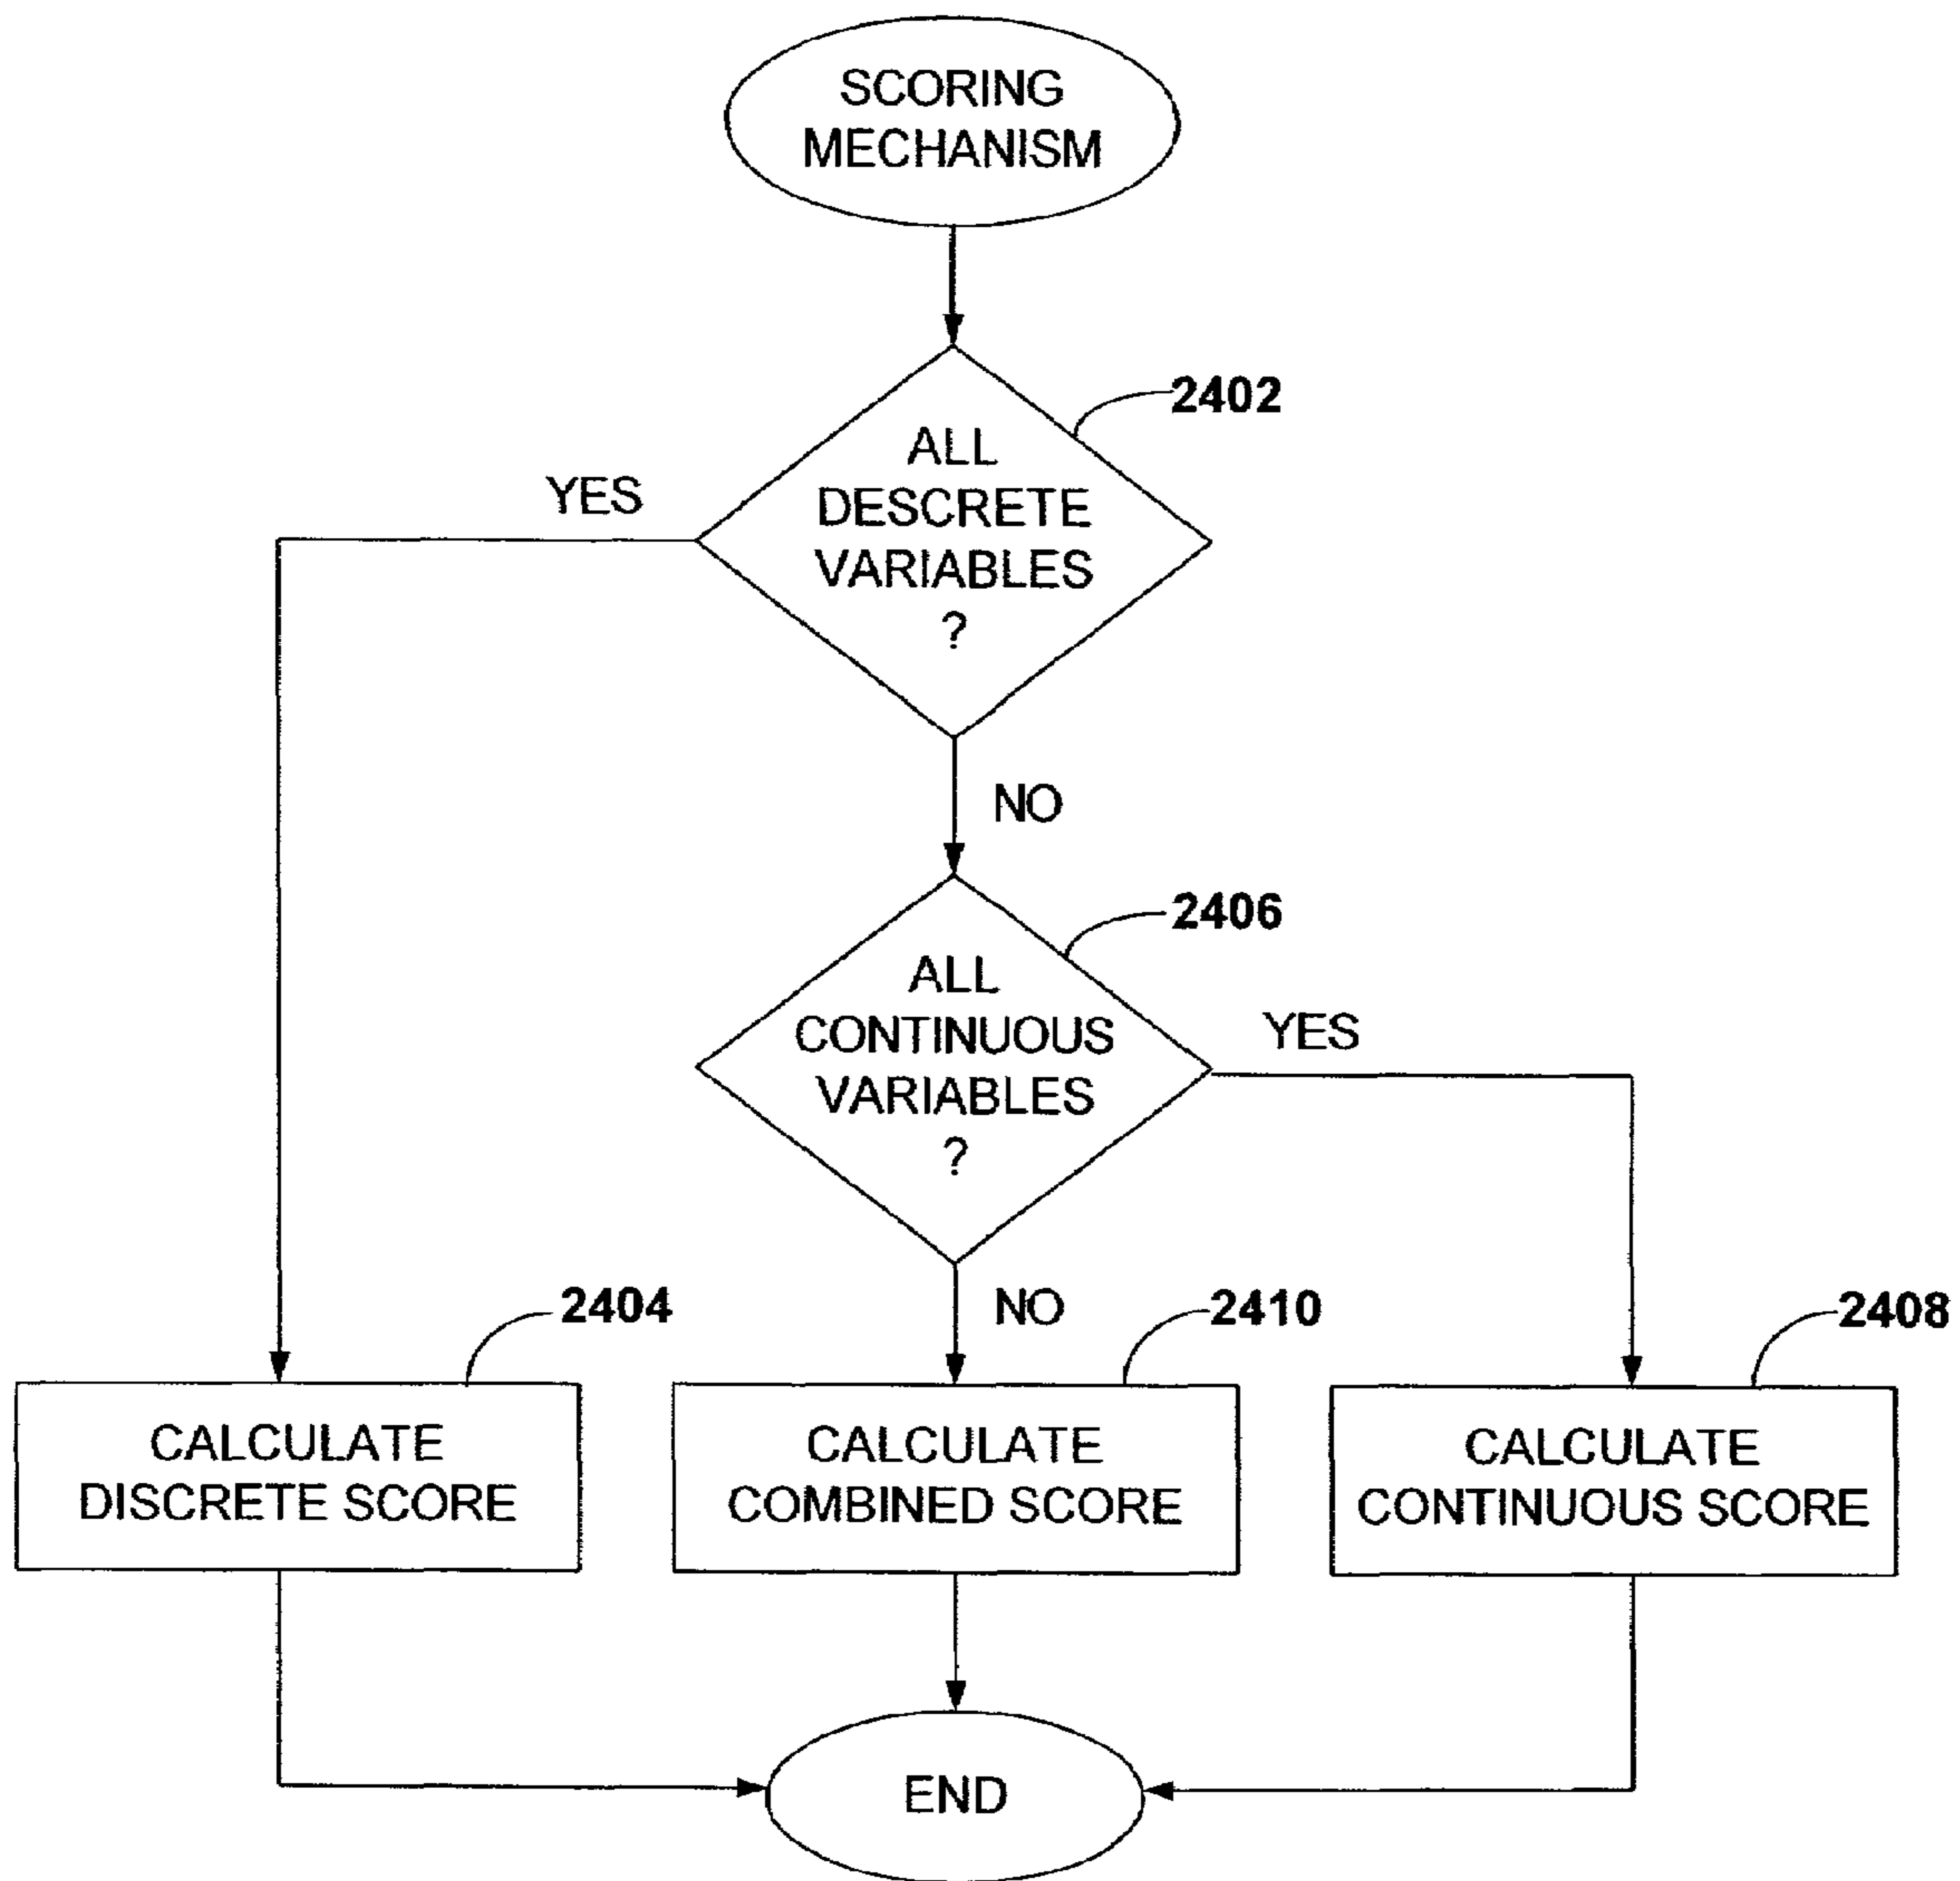 SCORING
MECHANISM
2402
ALL
DESCRETE
VARIABLES
?
YES
NO
2406
ALL
CONTINUOUS
VARIABLES
?
YES
NO
2404
2410
2408
CALCULATE
DISCRETE SCORE
CALCULATE
COMBINED SCORE
CALCULATE
CONTINUOUS SCORE
END